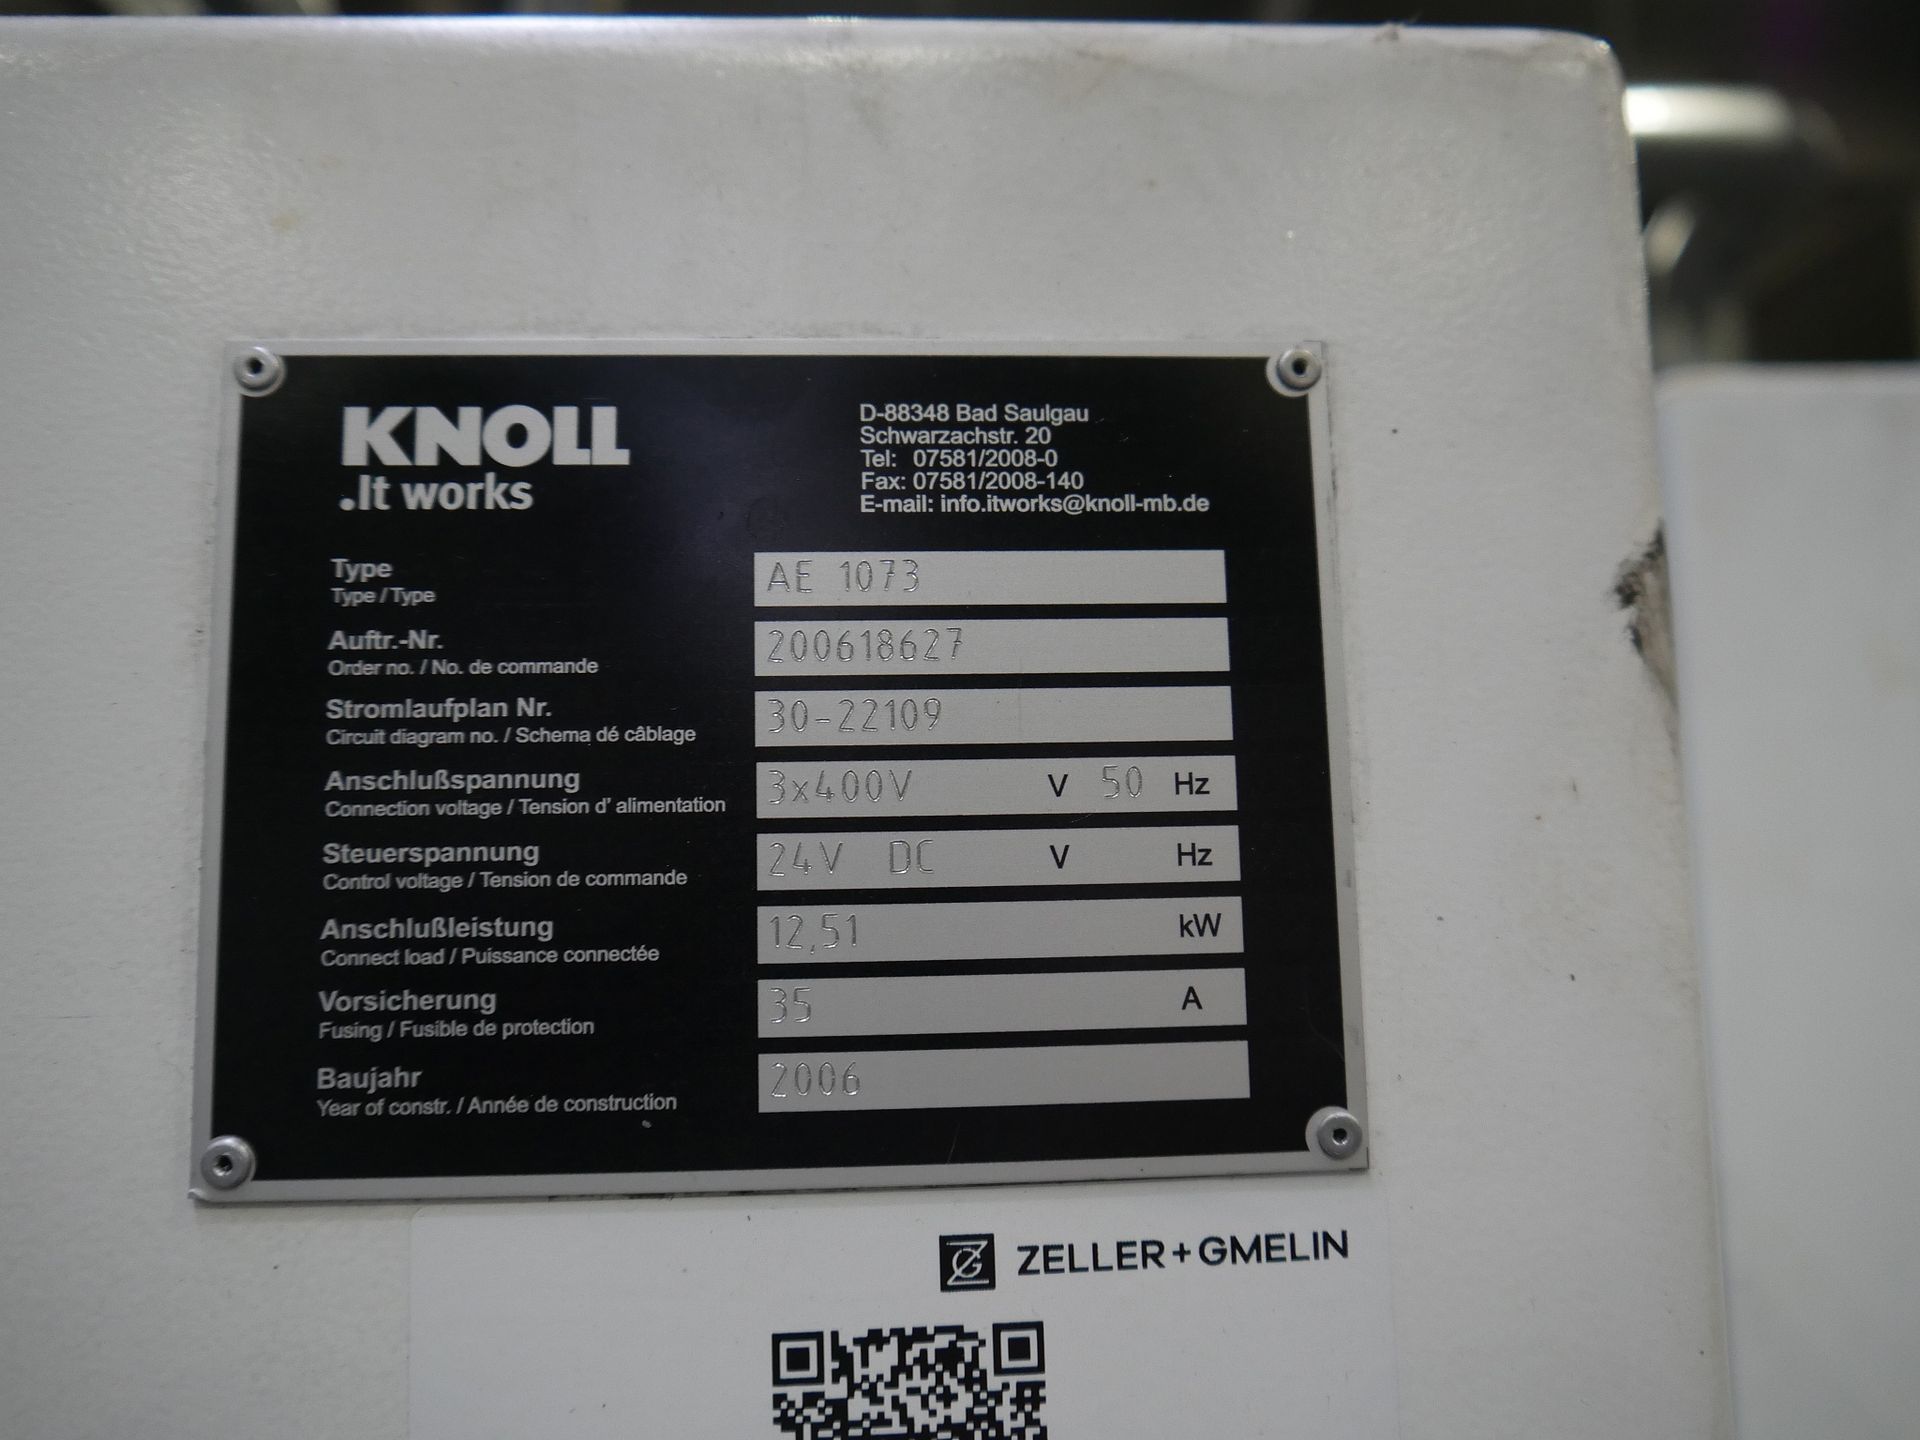 KNOLL
.It works
D-88348 Bad Saulgau
Schwarzachstr. 20
Tel: 07581/2008-0
Fax: 07581/2008-140
E-mail: info.itworks@knoll-mb.de
Type AE 1073
Type / Type
Auftr.-Nr. 200618627
Order no. / No. de commande
Stromlaufplan Nr. 30-22109
Circuit diagram no. / Schema dé câblage
Anschlußspannung 3x400V V 50 Hz
Connection voltage / Tension d' alimentation
Steuerspannung 24V DC V Hz
Control voltage / Tension de commande
Anschlußleistung 12,51 kW
Connect load / Puissance connectée
Vorsicherung 35 A
Fusing / Fusible de protection
Baujahr 2006
Year of constr. / Année de construction
ZG ZELLER+GMELIN